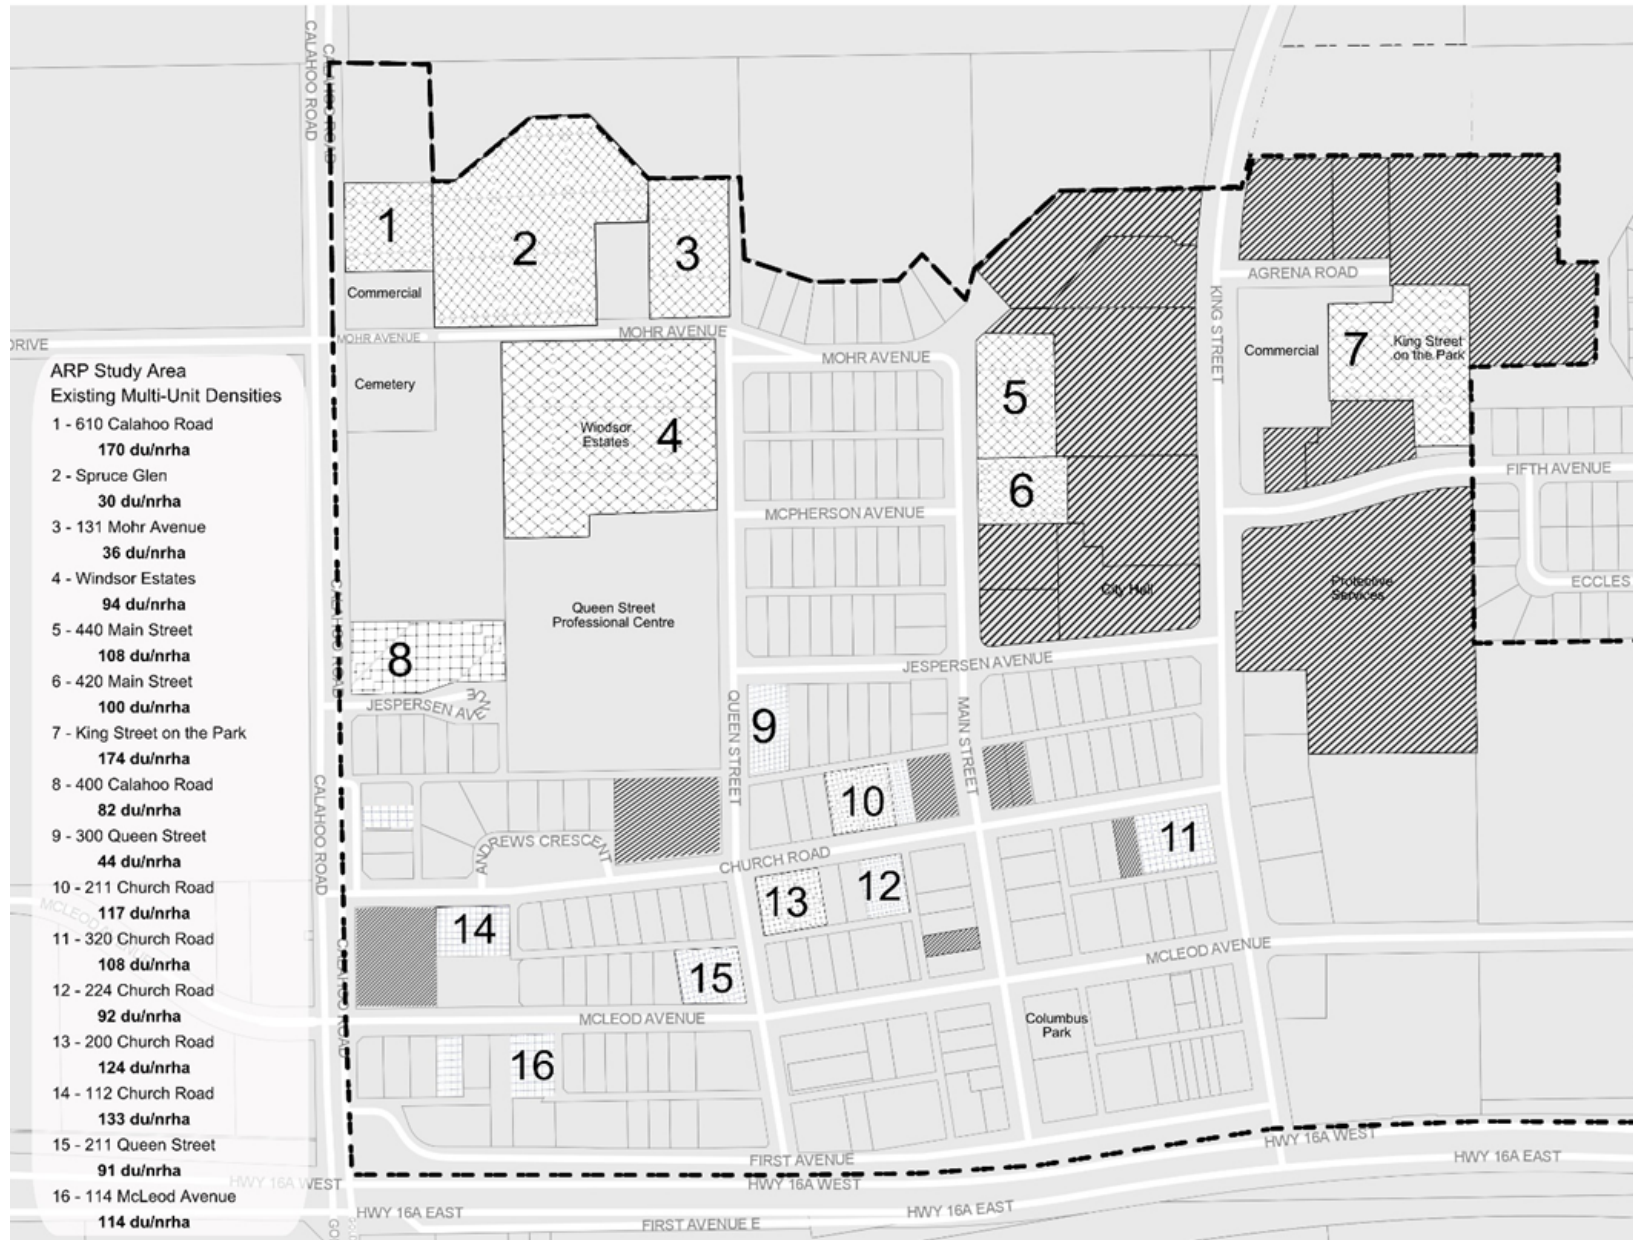 CALAHOO ROAD
CALAHOO ROAD
1
2
3
Commercial
MOHR AVENUE
MOHR AVENUE
MOHR AVENUE
DRIVE
Cemetery
Windsor
Estates
4
5
6
KING STREET
AGRENA ROAD
Commercial
7
King Street
on the Park
FIFTH AVENUE
ECCLES
MCPHERSON AVENUE
City Hall
Protective
Services
Queen Street
Professional Centre
CALAHOO ROAD
8
JESPERSEN AVENUE
JESPERSEN AVENUE
QUEEN STREET
MAIN STREET
9
10
11
12
13
14
15
16
CALAHOO ROAD
ANDREWS CRESCENT
CHURCH ROAD
MCLEOD AVENUE
MCLEOD AVENUE
MCLEOD AVENUE
CALAHOO ROAD
Columbus
Park
FIRST AVENUE
HWY 16A WEST
HWY 16A WEST
HWY 16A WEST
HWY 16A EAST
HWY 16A EAST
HWY 16A EAST
FIRST AVENUE E
ARP Study Area
Existing Multi-Unit Densities
1 - 610 Calahoo Road
170 du/nrha
2 - Spruce Glen
30 du/nrha
3 - 131 Mohr Avenue
36 du/nrha
4 - Windsor Estates
94 du/nrha
5 - 440 Main Street
108 du/nrha
6 - 420 Main Street
100 du/nrha
7 - King Street on the Park
174 du/nrha
8 - 400 Calahoo Road
82 du/nrha
9 - 300 Queen Street
44 du/nrha
10 - 211 Church Road
117 du/nrha
11 - 320 Church Road
108 du/nrha
12 - 224 Church Road
92 du/nrha
13 - 200 Church Road
124 du/nrha
14 - 112 Church Road
133 du/nrha
15 - 211 Queen Street
91 du/nrha
16 - 114 McLeod Avenue
114 du/nrha